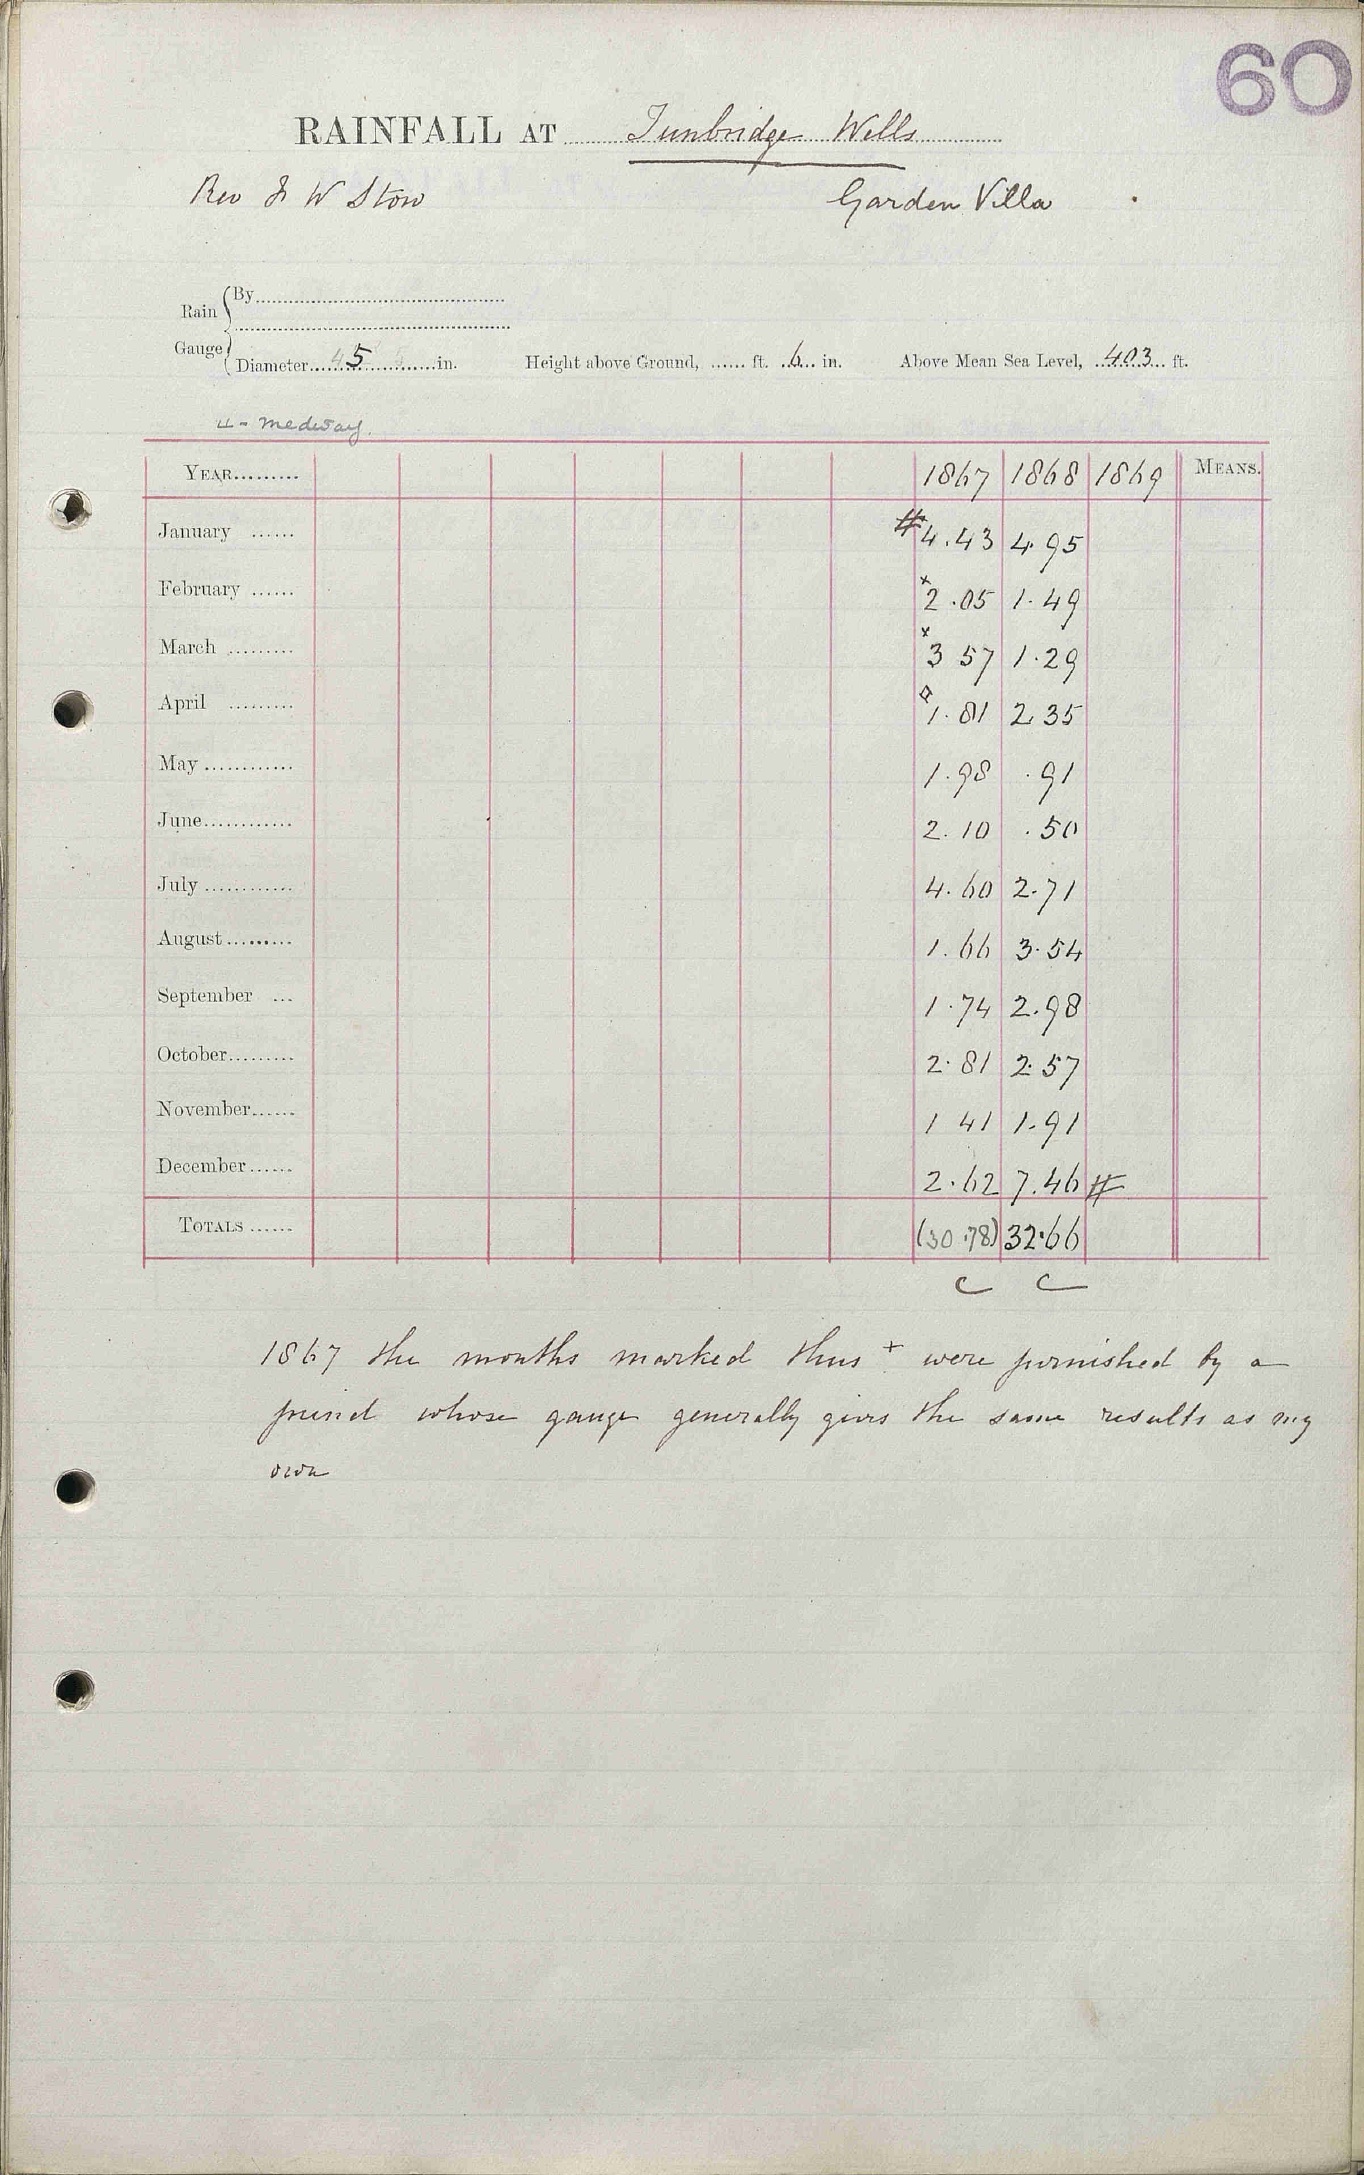 60
RAINFALL AT Tunbridge Wells
Rev F W Stow Garden Villa
Rain Gauge { By
Diameter 5 in. Height above Ground, ...... ft. 6 in. Above Mean Sea Level, 403 ft.
4 - Medway.
YEAR......... 1867 1868 1869 MEANS.
January ...... # 4.43 4.95
February ...... x 2.05 1.49
March ......... x 3 57 1.29
April ......... 1.81 2.35
May ............ 1.98 .91
June............ 2.10 .50
July ............ 4.60 2.71
August......... 1.66 3.54
September ... 1.74 2.98
October......... 2.81 2.57
November...... 1 41 1.91
December...... 2.62 7.46 #
TOTALS ...... (30.78) 32.66
C C
1867 the months marked thus + were furnished by a
friend whose gauge generally gives the same results as my
own